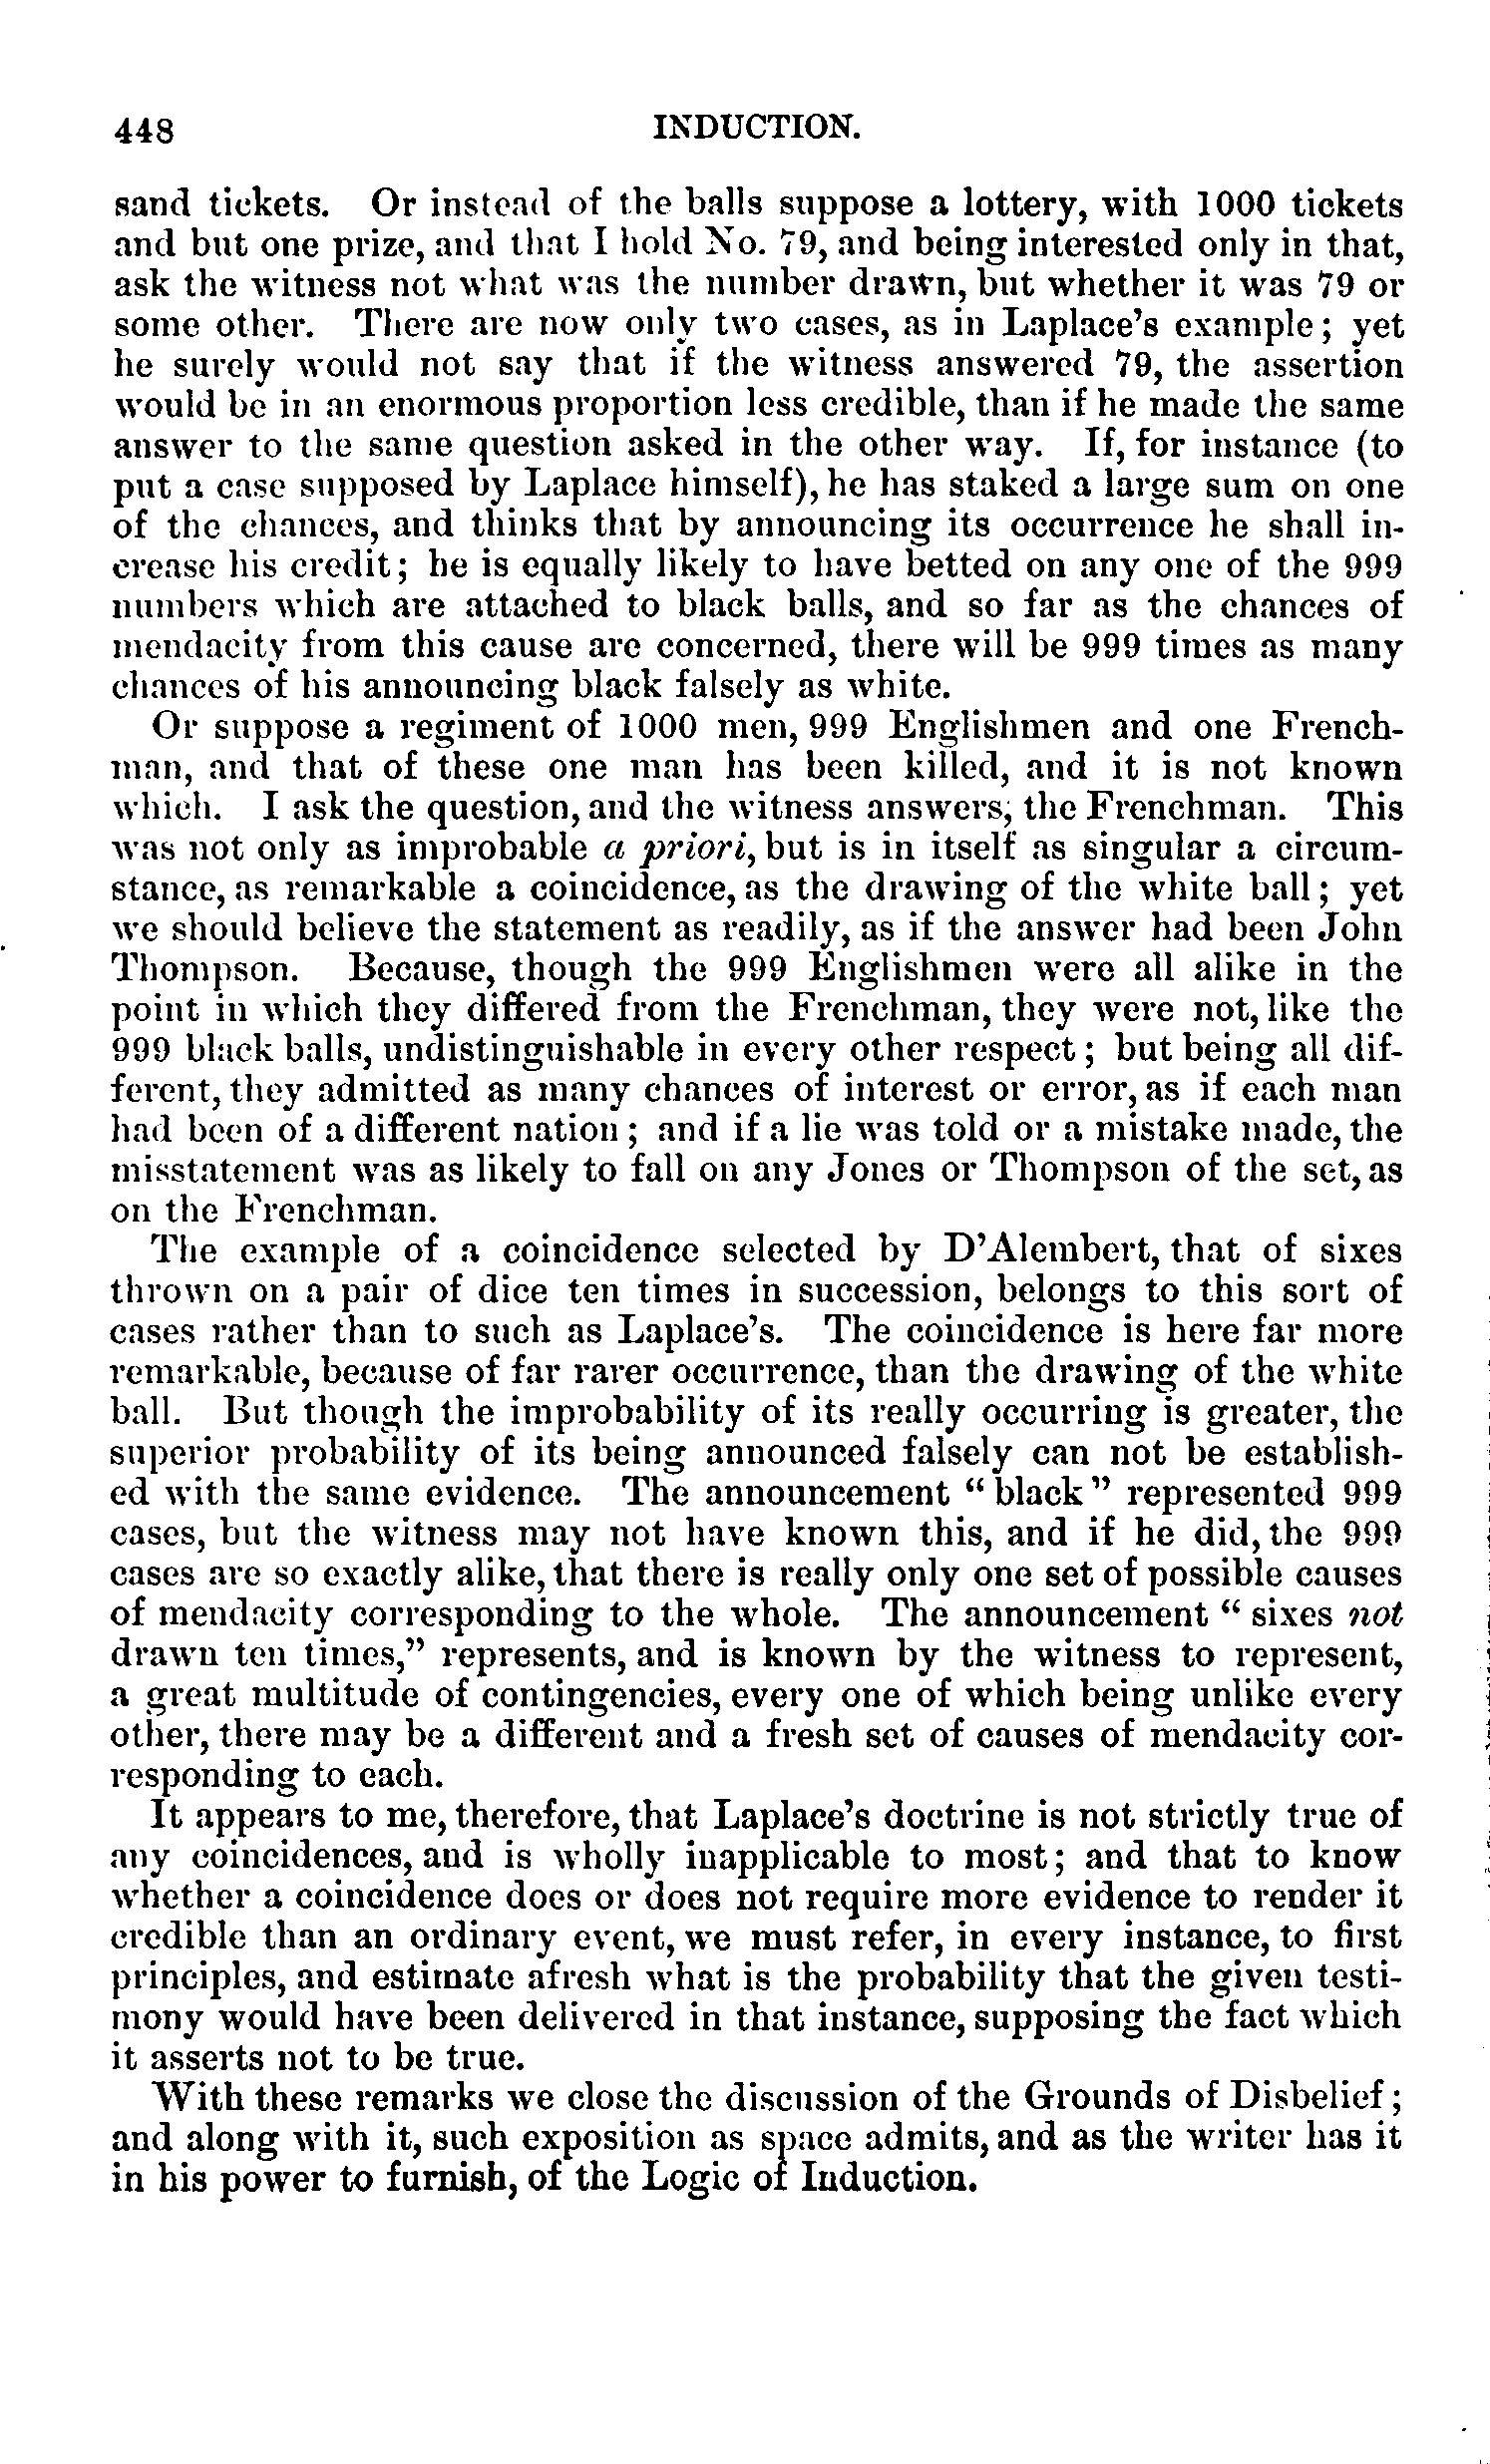 448 INDUCTION.
sand tickets. Or instead of the balls suppose a lottery, with 1000 tickets
and but one prize, and that I hold No. 79, and being interested only in that,
ask the witness not what was the number drawn, but whether it was 79 or
some other. There are now only two cases, as in Laplace's example; yet
he surely would not say that if the witness answered 79, the assertion
would be in an enormous proportion less credible, than if he made the same
answer to the same question asked in the other way. If, for instance (to
put a case supposed by Laplace himself), he has staked a large sum on one
of the chances, and thinks that by announcing its occurrence he shall in-
crease his credit; he is equally likely to have betted on any one of the 999
numbers which are attached to black balls, and so far as the chances of
mendacity from this cause are concerned, there will be 999 times as many
chances of his announcing black falsely as white.
Or suppose a regiment of 1000 men, 999 Englishmen and one French-
man, and that of these one man has been killed, and it is not known
which. I ask the question, and the witness answers, the Frenchman. This
was not only as improbable a priori, but is in itself as singular a circum-
stance, as remarkable a coincidence, as the drawing of the white ball; yet
we should believe the statement as readily, as if the answer had been John
Thompson. Because, though the 999 Englishmen were all alike in the
point in which they differed from the Frenchman, they were not, like the
999 black balls, undistinguishable in every other respect; but being all dif-
ferent, they admitted as many chances of interest or error, as if each man
had been of a different nation; and if a lie was told or a mistake made, the
misstatement was as likely to fall on any Jones or Thompson of the set, as
on the Frenchman.
The example of a coincidence selected by D'Alembert, that of sixes
thrown on a pair of dice ten times in succession, belongs to this sort of
cases rather than to such as Laplace's. The coincidence is here far more
remarkable, because of far rarer occurrence, than the drawing of the white
ball. But though the improbability of its really occurring is greater, the
superior probability of its being announced falsely can not be establish-
ed with the same evidence. The announcement "black" represented 999
cases, but the witness may not have known this, and if he did, the 999
cases are so exactly alike, that there is really only one set of possible causes
of mendacity corresponding to the whole. The announcement "sixes not
drawn ten times," represents, and is known by the witness to represent,
a great multitude of contingencies, every one of which being unlike every
other, there may be a different and a fresh set of causes of mendacity cor-
responding to each.
It appears to me, therefore, that Laplace's doctrine is not strictly true of
any coincidences, and is wholly inapplicable to most; and that to know
whether a coincidence does or does not require more evidence to render it
credible than an ordinary event, we must refer, in every instance, to first
principles, and estimate afresh what is the probability that the given testi-
mony would have been delivered in that instance, supposing the fact which
it asserts not to be true.
With these remarks we close the discussion of the Grounds of Disbelief;
and along with it, such exposition as space admits, and as the writer has it
in his power to furnish, of the Logic of Induction.